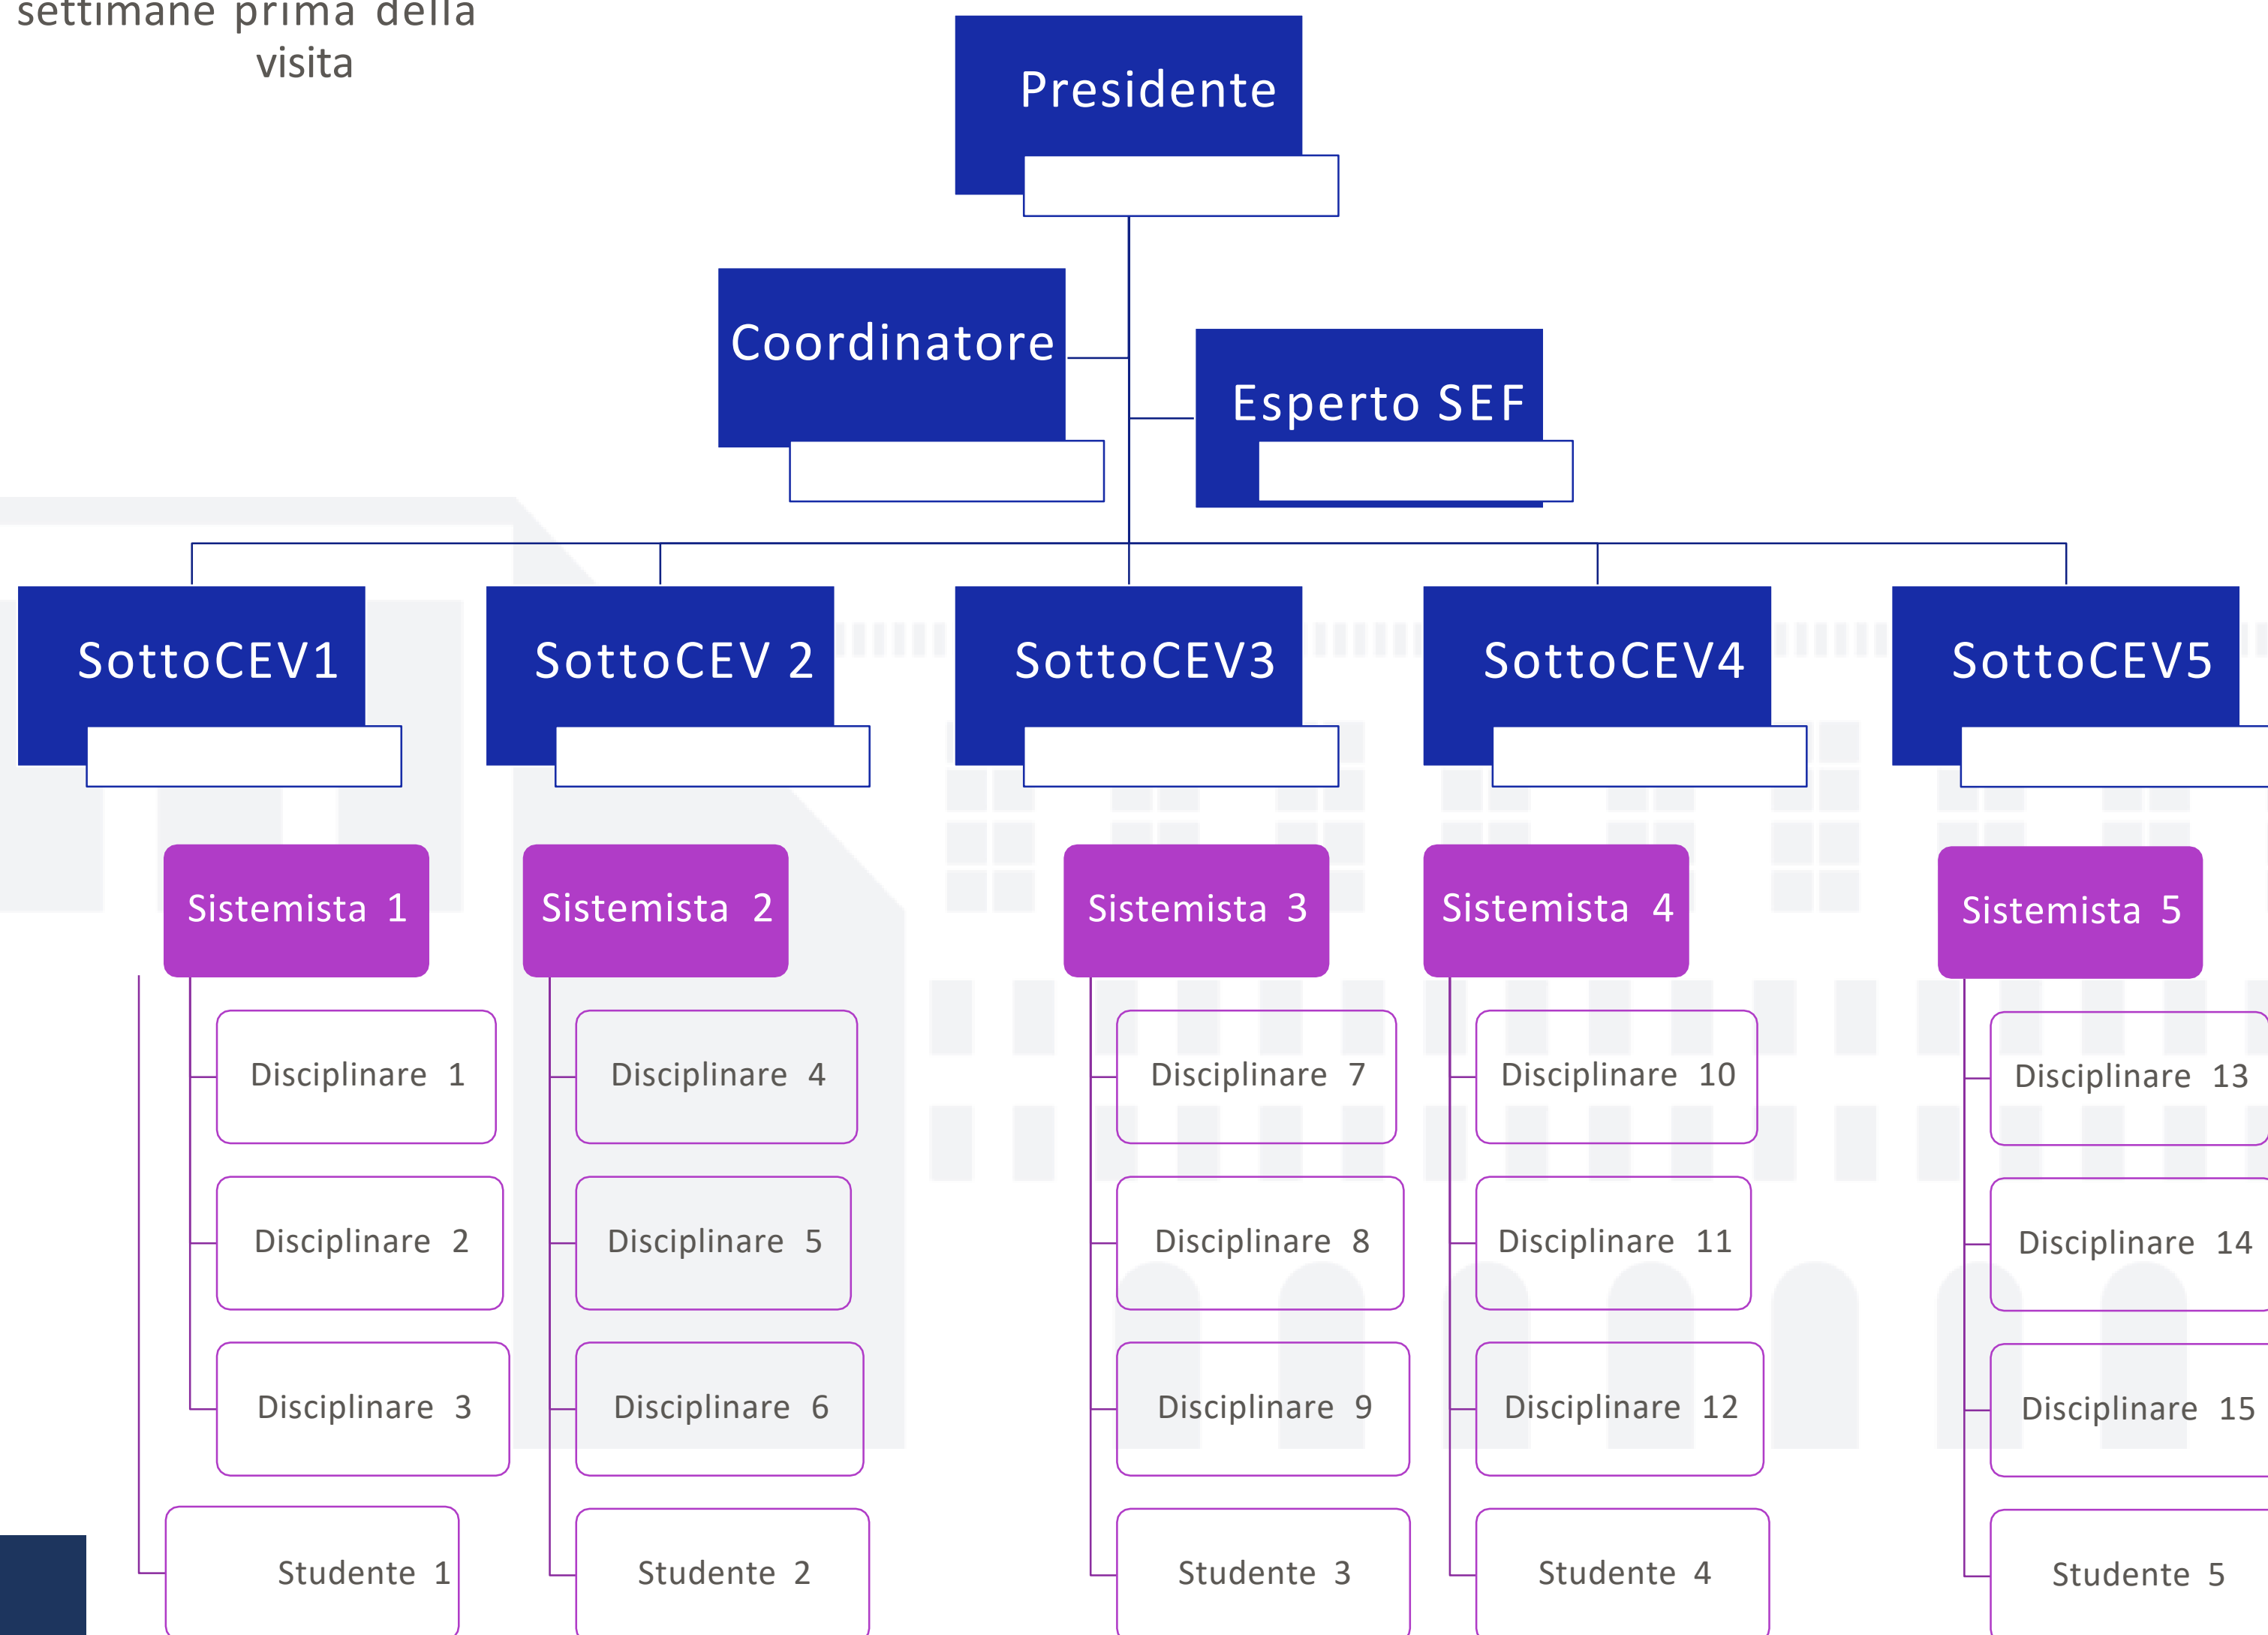 settimane prima della
visita
Presidente
Coordinatore
Esperto SEF
SottoCEV1
SottoCEV 2
SottoCEV3
SottoCEV4
SottoCEV5
Sistemista 1
Sistemista 2
Sistemista 3
Sistemista 4
Sistemista 5
Disciplinare 1
Disciplinare 4
Disciplinare 7
Disciplinare 10
Disciplinare 13
Disciplinare 2
Disciplinare 5
Disciplinare 8
Disciplinare 11
Disciplinare 14
Disciplinare 3
Disciplinare 6
Disciplinare 9
Disciplinare 12
Disciplinare 15
Studente 1
Studente 2
Studente 3
Studente 4
Studente 5